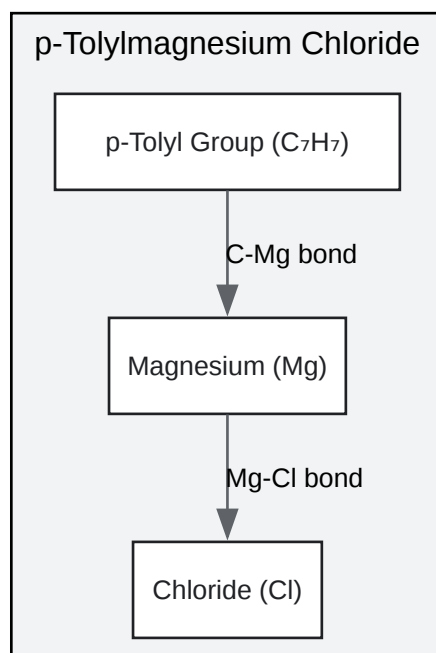 p-Tolylmagnesium Chloride
p-Tolyl Group (C₇H₇)
C-Mg bond
Magnesium (Mg)
Mg-Cl bond
Chloride (Cl)